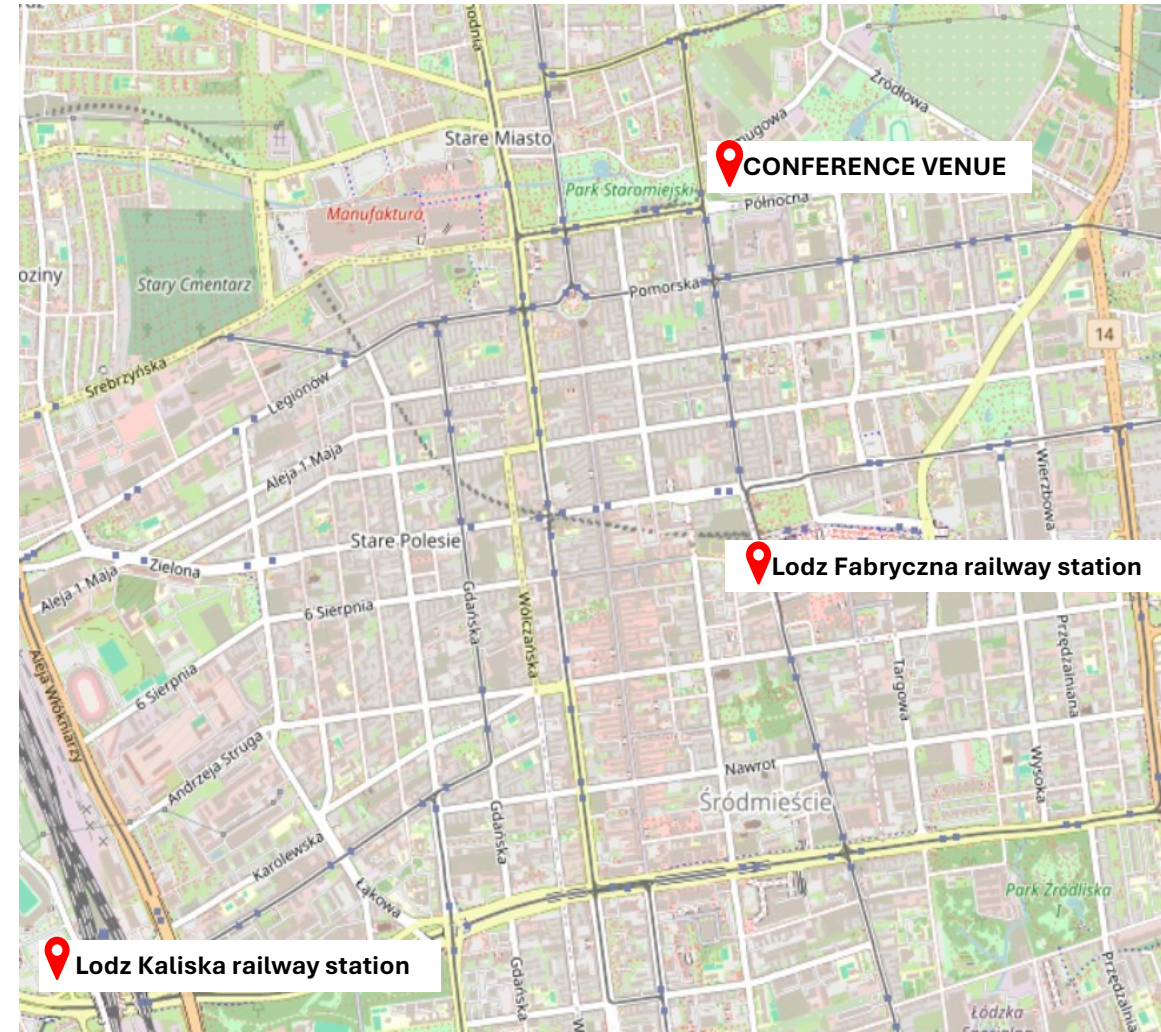 Źródłowa
Stare Miasto
CONFERENCE VENUE
Park Staromiejski
Północna
Manufaktura
Stary Cmentarz
Pomorska
14
Srebrzyńska
Legionów
Aleja 1 Maja
Wierzbowa
Stare Polesie
Zielona
Lodz Fabryczna railway station
Aleja 1 Maja
6 Sierpnia
Gdańska
Wólczańska
Przędzalniana
Aleja Włókniarzy
6 Sierpnia
Targowa
Andrzeja Struga
Nawrot
Wysoka
Śródmieście
Gdańska
Karolewska
Łąkowa
Park Źródliska
I
Lodz Kaliska railway station
Gdańska
Przędzalniana
Łódzka